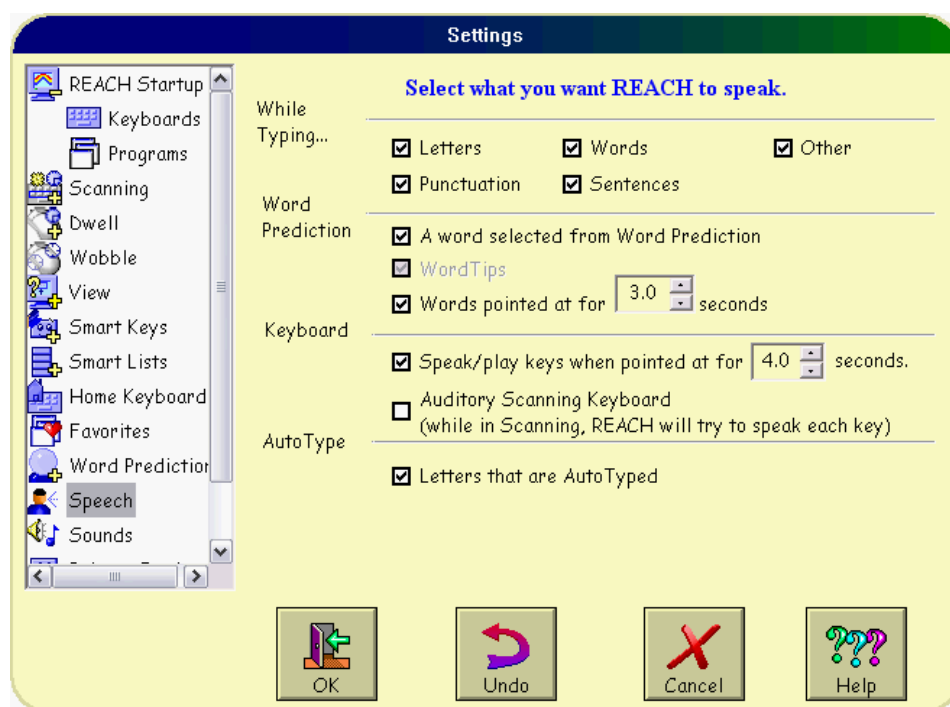 Settings
REACH Startup
Keyboards
Programs
Scanning
Dwell
Wobble
View
Smart Keys
Smart Lists
Home Keyboard
Favorites
Word Prediction
Speech
Sounds
Select what you want REACH to speak.
While
Typing...
Letters Words Other
Punctuation Sentences
Word
Prediction
A word selected from Word Prediction
WordTips
Words pointed at for 3.0 seconds
Keyboard
Speak/play keys when pointed at for 4.0 seconds.
Auditory Scanning Keyboard
(while in Scanning, REACH will try to speak each key)
AutoType
Letters that are AutoTyped
OK Undo Cancel Help